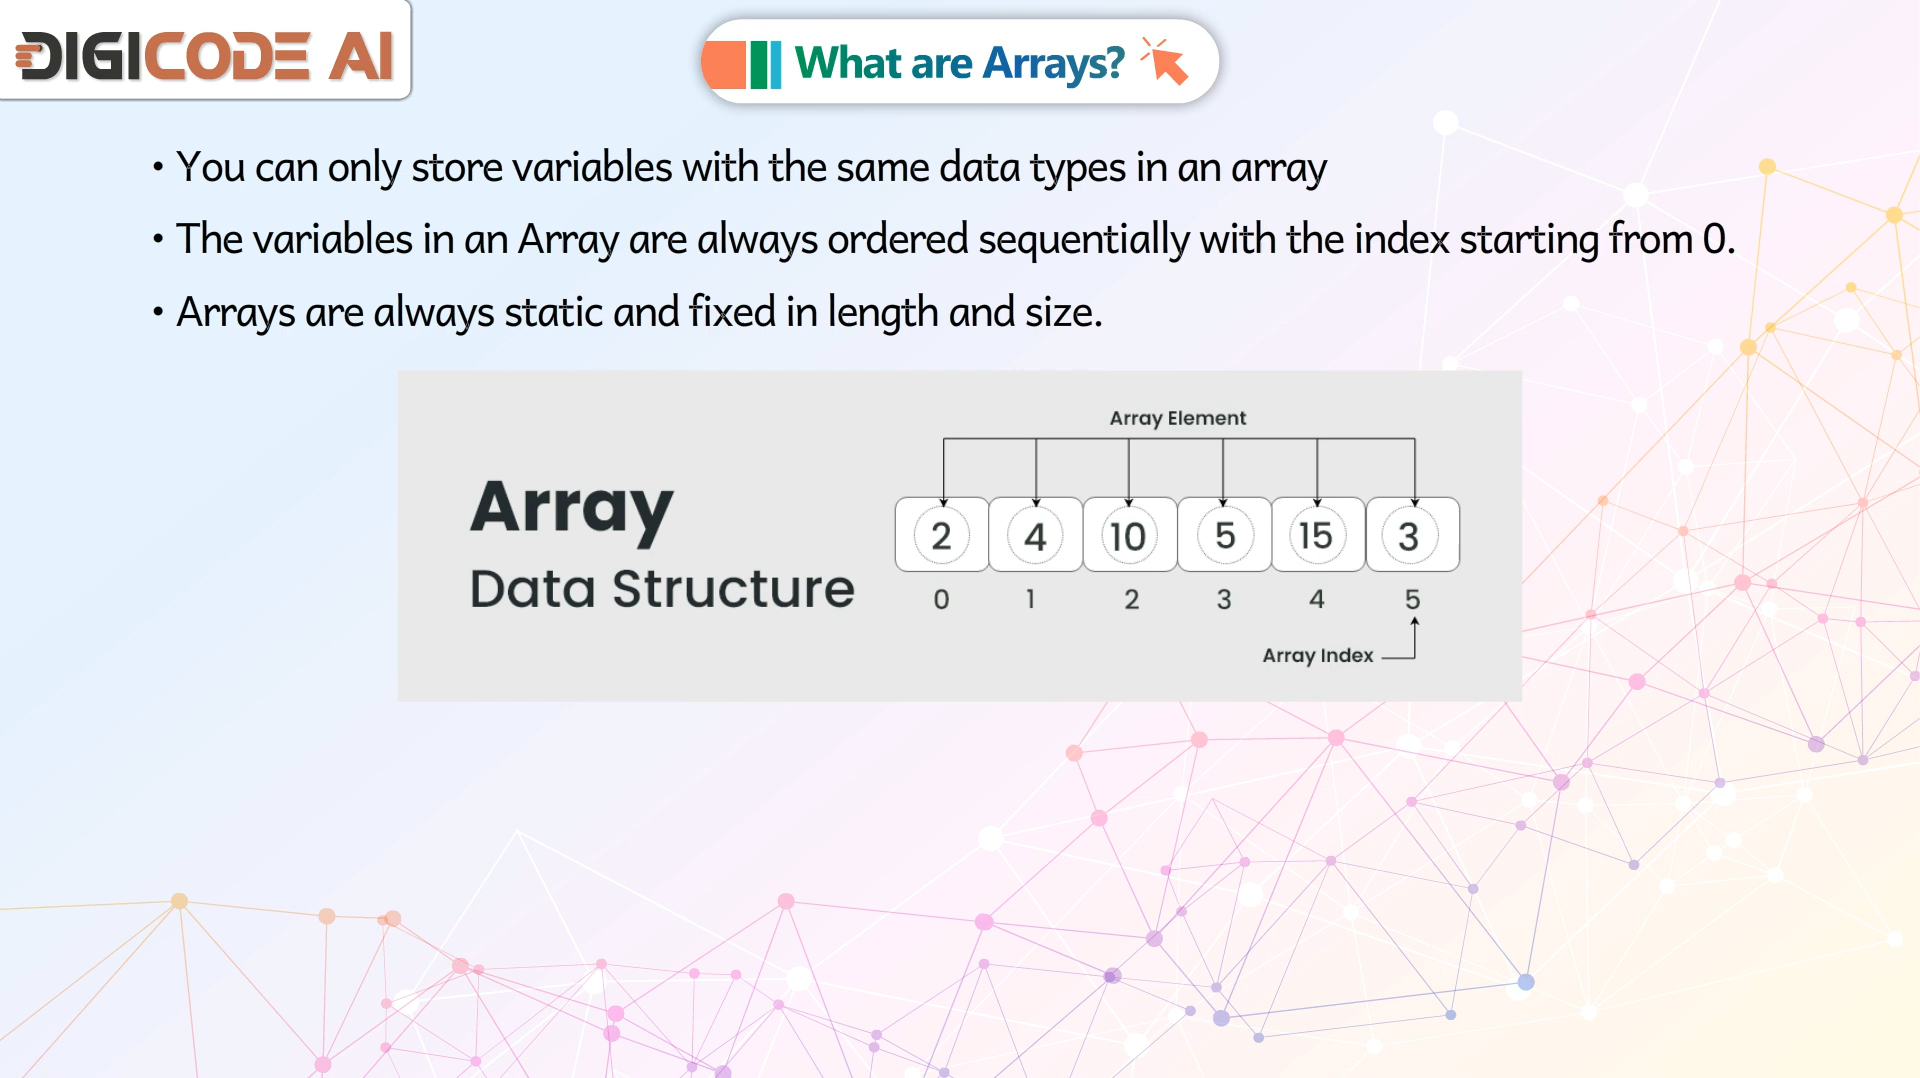 DIGICODE AI
What are Arrays?
• You can only store variables with the same data types in an array
• The variables in an Array are always ordered sequentially with the index starting from 0.
• Arrays are always static and fixed in length and size.
Array Element
Array
Data Structure
2 4 10 5 15 3
0 1 2 3 4 5
Array Index